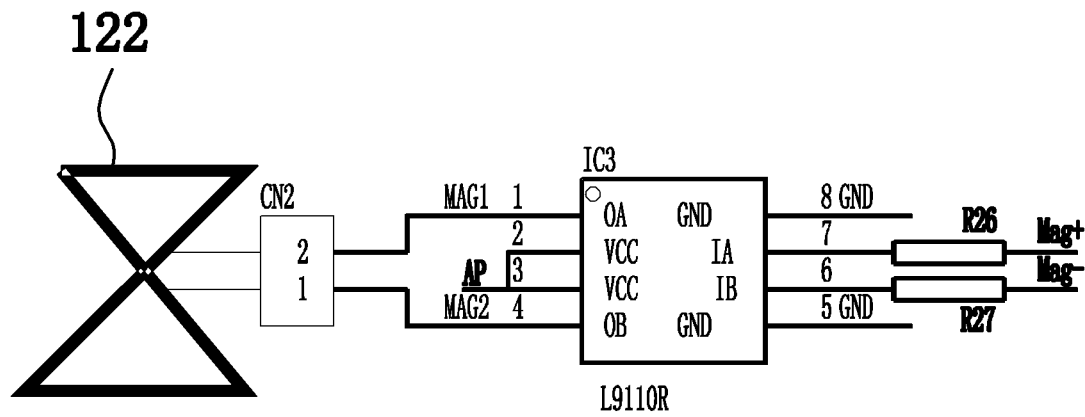 122
IC3
CN2
MAG1 1 OA GND 8 GND
2 VCC IA 7 R26 Mag+
2
AP 3 VCC IB 6 Mag-
1
MAG2 4 OB GND 5 GND R27
L9110R